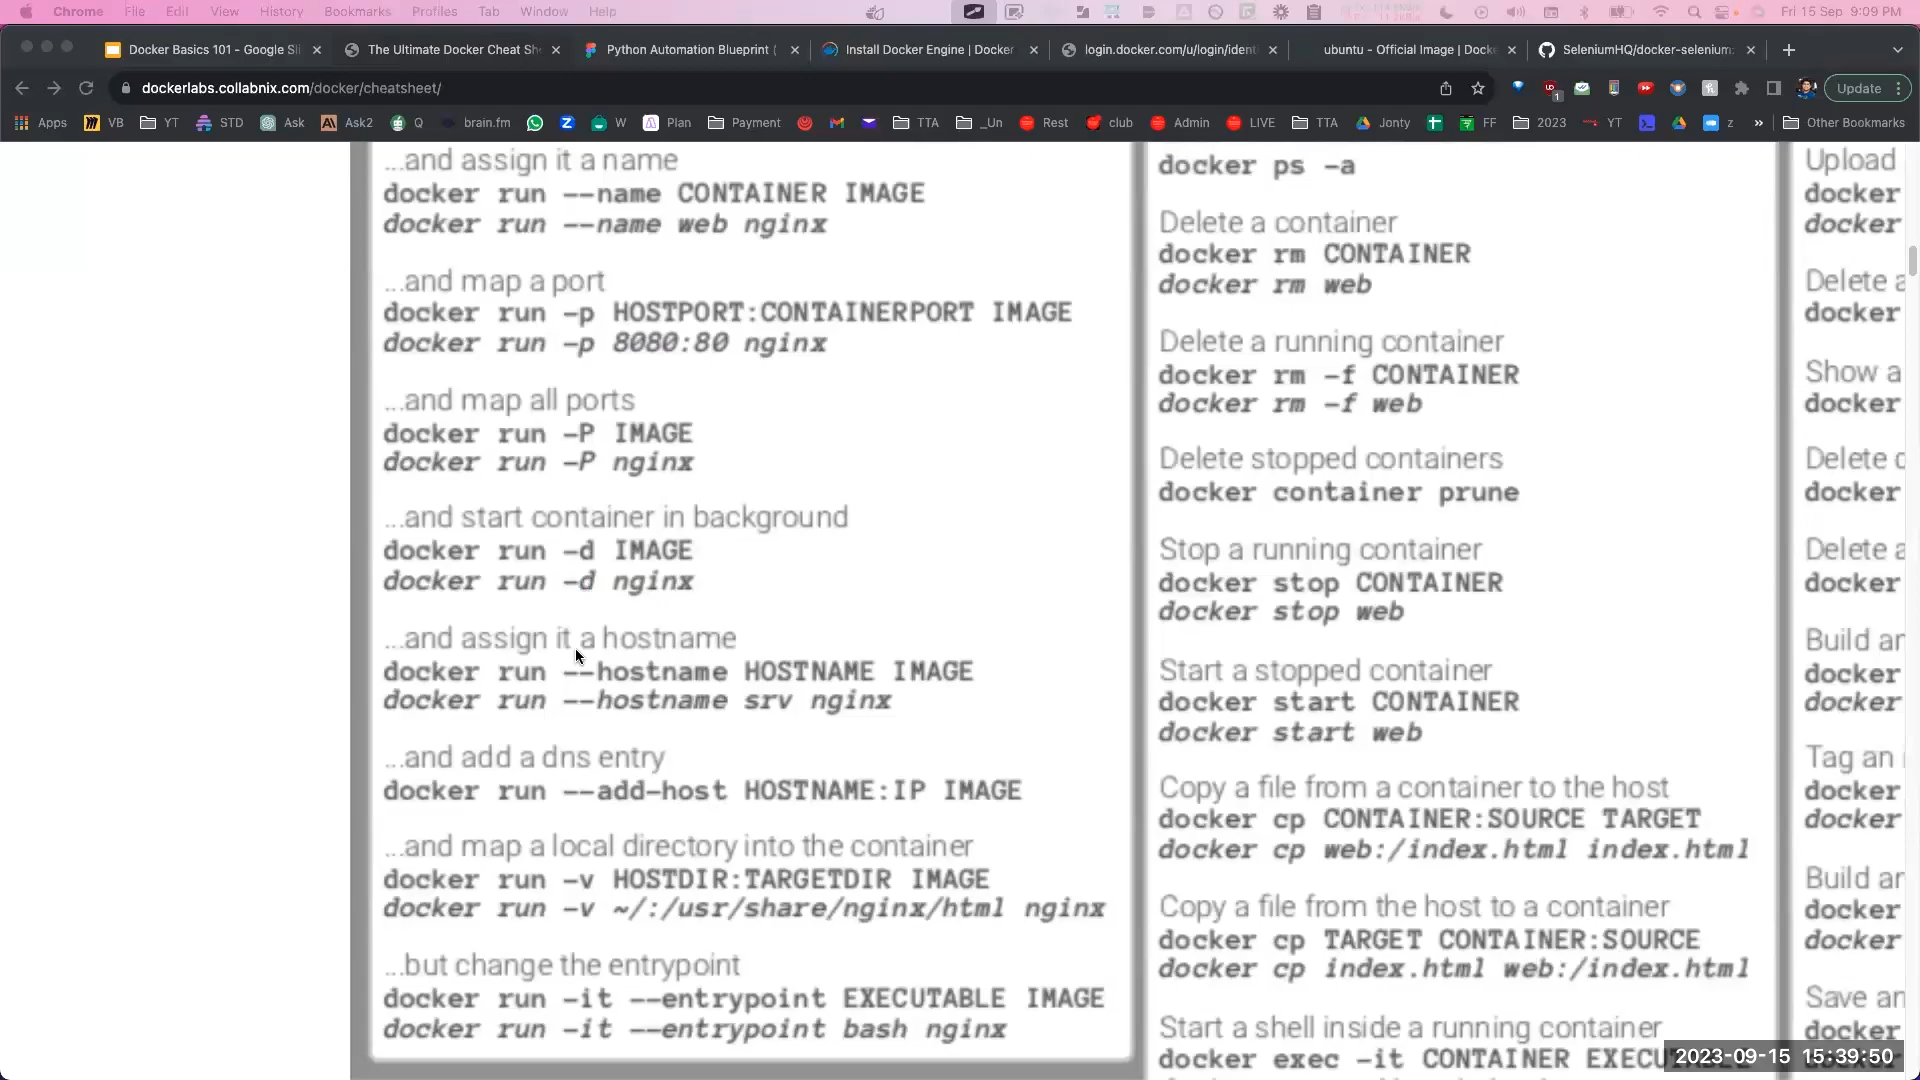 Chrome File Edit View History Bookmarks Profiles Tab Window Help Fri 15 Sep 9:09 PM
Docker Basics 101 - Google Sli
The Ultimate Docker Cheat Sh
Python Automation Blueprint (
Install Docker Engine | Docker
login.docker.com/u/login/ident
ubuntu - Official Image | Docke
SeleniumHQ/docker-selenium:
dockerlabs.collabnix.com/docker/cheatsheet/
Update
Apps VB YT STD Ask Ask2 Q brain.fm W Plan Payment TTA _Un Rest club Admin LIVE TTA Jonty FF 2023 YT z » Other Bookmarks
...and assign it a name
docker run --name CONTAINER IMAGE
docker run --name web nginx
...and map a port
docker run -p HOSTPORT:CONTAINERPORT IMAGE
docker run -p 8080:80 nginx
...and map all ports
docker run -P IMAGE
docker run -P nginx
...and start container in background
docker run -d IMAGE
docker run -d nginx
...and assign it a hostname
docker run --hostname HOSTNAME IMAGE
docker run --hostname srv nginx
...and add a dns entry
docker run --add-host HOSTNAME:IP IMAGE
...and map a local directory into the container
docker run -v HOSTDIR:TARGETDIR IMAGE
docker run -v ~/:/usr/share/nginx/html nginx
...but change the entrypoint
docker run -it --entrypoint EXECUTABLE IMAGE
docker run -it --entrypoint bash nginx
docker ps -a
Delete a container
docker rm CONTAINER
docker rm web
Delete a running container
docker rm -f CONTAINER
docker rm -f web
Delete stopped containers
docker container prune
Stop a running container
docker stop CONTAINER
docker stop web
Start a stopped container
docker start CONTAINER
docker start web
Copy a file from a container to the host
docker cp CONTAINER:SOURCE TARGET
docker cp web:/index.html index.html
Copy a file from the host to a container
docker cp TARGET CONTAINER:SOURCE
docker cp index.html web:/index.html
Start a shell inside a running container
docker exec -it CONTAINER EXECUTABLE
Upload
docker
docker
Delete a
docker
Show a
docker
Delete
docker
Delete a
docker
Build an
docker
docker
Tag an
docker
docker
Build an
docker
docker
Save an
docker
2023-09-15 15:39:50